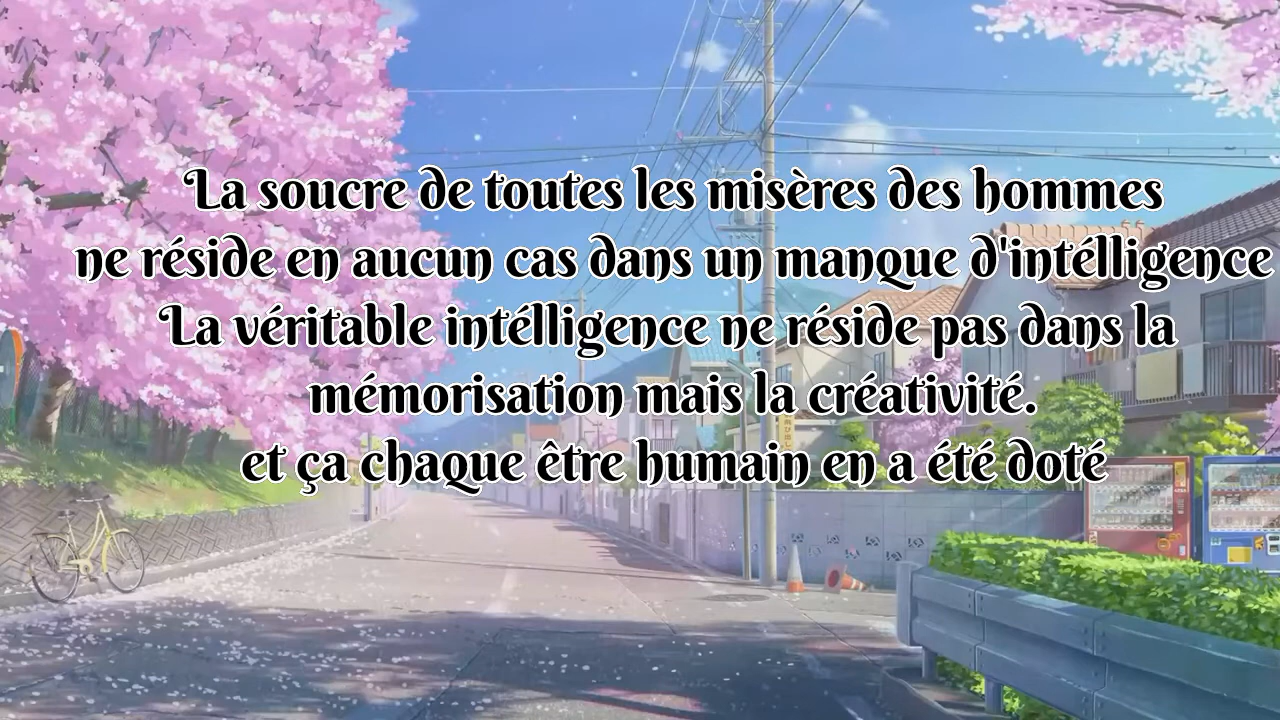 La soucre de toutes les misères des hommes
ne réside en aucun cas dans un manque d'intélligence
La véritable intélligence ne réside pas dans la
mémorisation mais la créativité.
et ça chaque être humain en a été doté